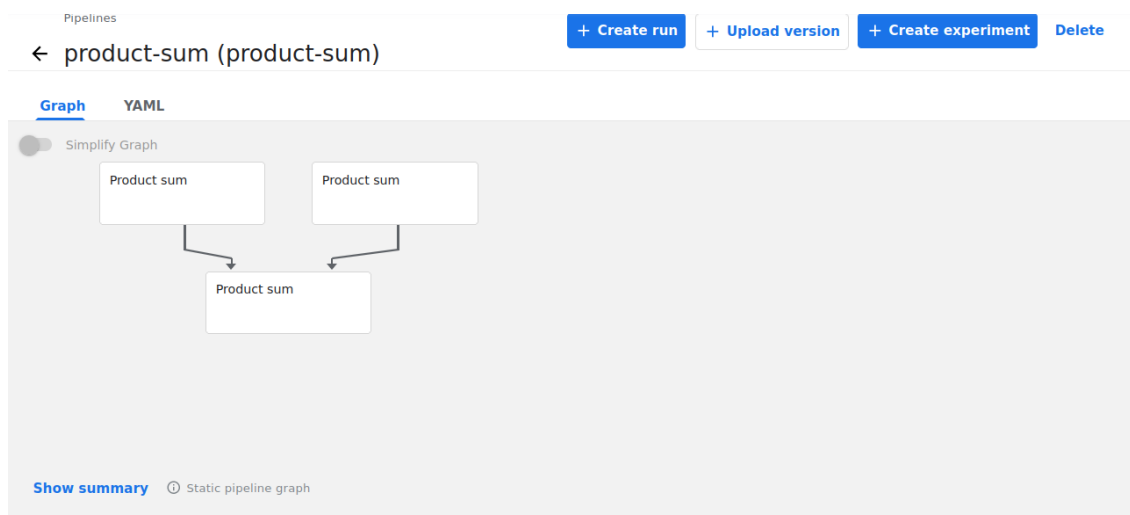 Pipelines
product-sum (product-sum)
+ Create run
+ Upload version
+ Create experiment
Delete
Graph
YAML
Simplify Graph
Product sum
Product sum
Product sum
Show summary
Static pipeline graph